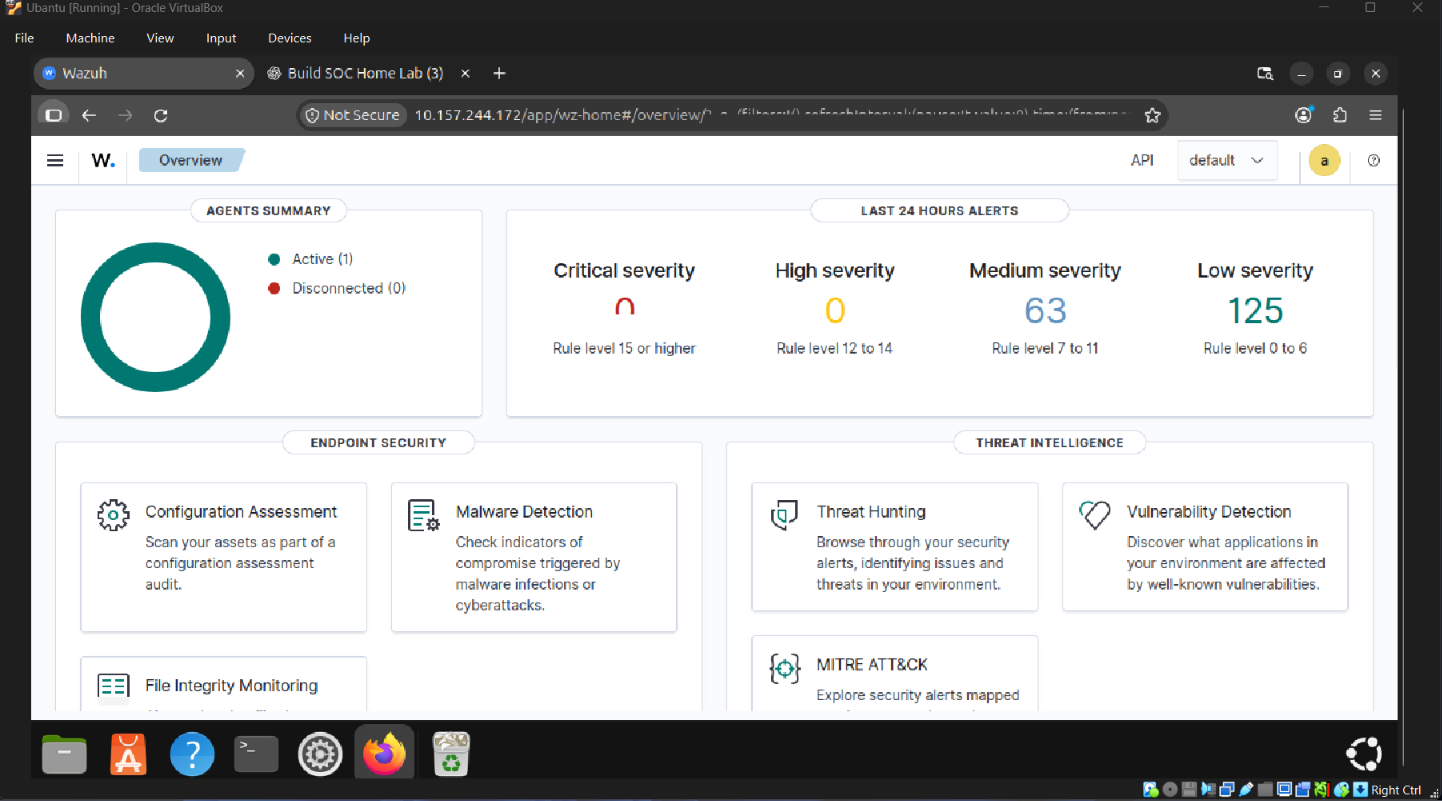 Ubantu [Running] - Oracle VirtualBox
File Machine View Input Devices Help
Wazuh
Build SOC Home Lab (3)
Not Secure 10.157.244.172/app/wz-home#/overview/?
W. Overview API default a
AGENTS SUMMARY
Active (1)
Disconnected (0)
LAST 24 HOURS ALERTS
Critical severity
0
Rule level 15 or higher
High severity
0
Rule level 12 to 14
Medium severity
63
Rule level 7 to 11
Low severity
125
Rule level 0 to 6
ENDPOINT SECURITY
Configuration Assessment
Scan your assets as part of a
configuration assessment
audit.
Malware Detection
Check indicators of
compromise triggered by
malware infections or
cyberattacks.
File Integrity Monitoring
THREAT INTELLIGENCE
Threat Hunting
Browse through your security
alerts, identifying issues and
threats in your environment.
Vulnerability Detection
Discover what applications in
your environment are affected
by well-known vulnerabilities.
MITRE ATT&CK
Explore security alerts mapped
Right Ctrl